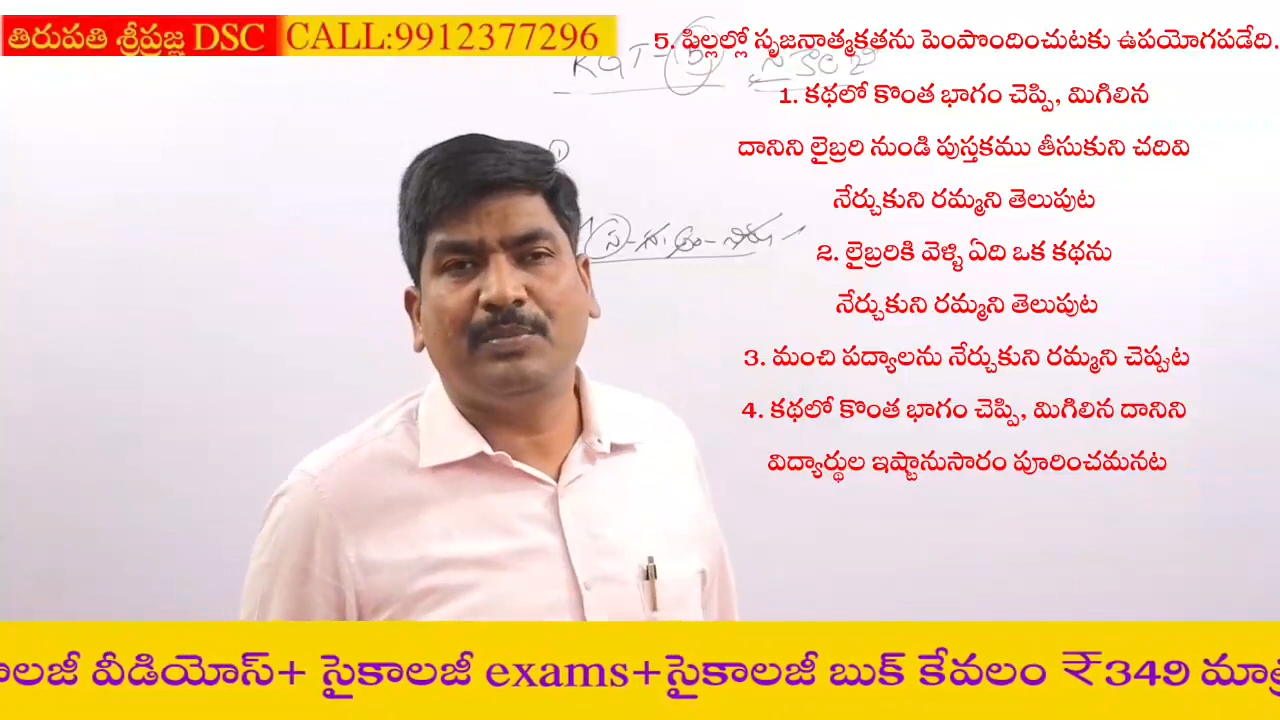 తిరుపతి శ్రీప్రజ్ఞ DSC CALL:9912377296
5. పిల్లల్లో సృజనాత్మకతను పెంపొందించుటకు ఉపయోగపడేది.
1. కథలో కొంత భాగం చెప్పి, మిగిలిన
దానిని లైబ్రరి నుండి పుస్తకము తీసుకుని చదివి
నేర్చుకుని రమ్మని తెలుపుట
2. లైబ్రరికి వెళ్ళి ఏది ఒక కథను
నేర్చుకుని రమ్మని తెలుపుట
3. మంచి పద్యాలను నేర్చుకుని రమ్మని చెప్పుట
4. కథలో కొంత భాగం చెప్పి, మిగిలిన దానిని
విద్యార్థుల ఇష్టానుసారం పూరించమనట
వీడియోస్+ సైకాలజీ exams+సైకాలజీ బుక్ కేవలం ₹349